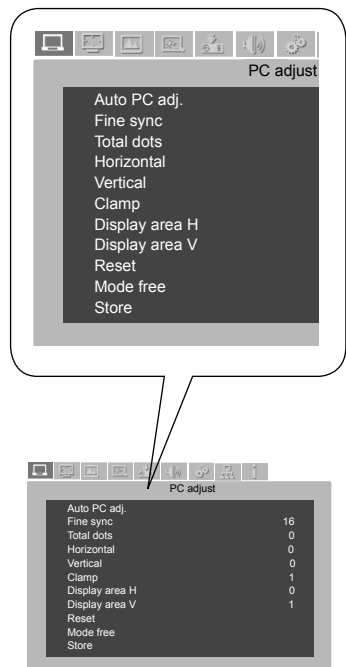 PC adjust
Auto PC adj.
Fine sync
Total dots
Horizontal
Vertical
Clamp
Display area H
Display area V
Reset
Mode free
Store
PC adjust
Auto PC adj.
Fine sync 16
Total dots 0
Horizontal 0
Vertical 0
Clamp 1
Display area H 0
Display area V 1
Reset
Mode free
Store